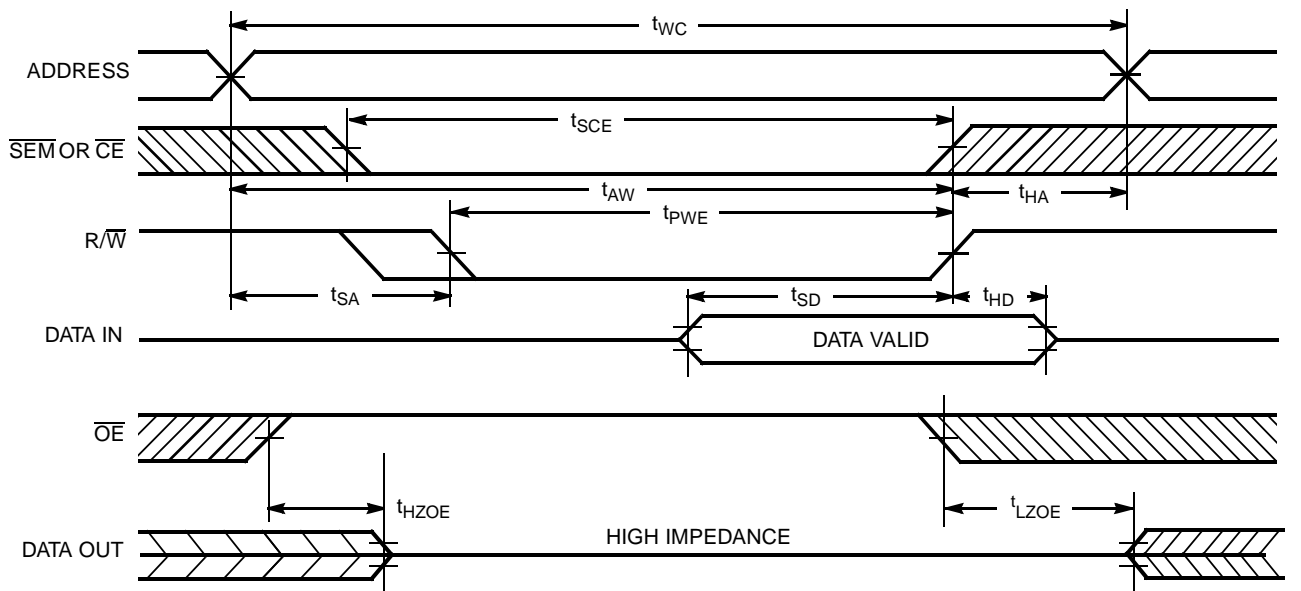 tWC
ADDRESS
tSCE
SEM OR CE
tAW
tHA
tPWE
R/W
tSA
tSD
tHD
DATA IN
DATA VALID
OE
tHZOE
tLZOE
HIGH IMPEDANCE
DATA OUT